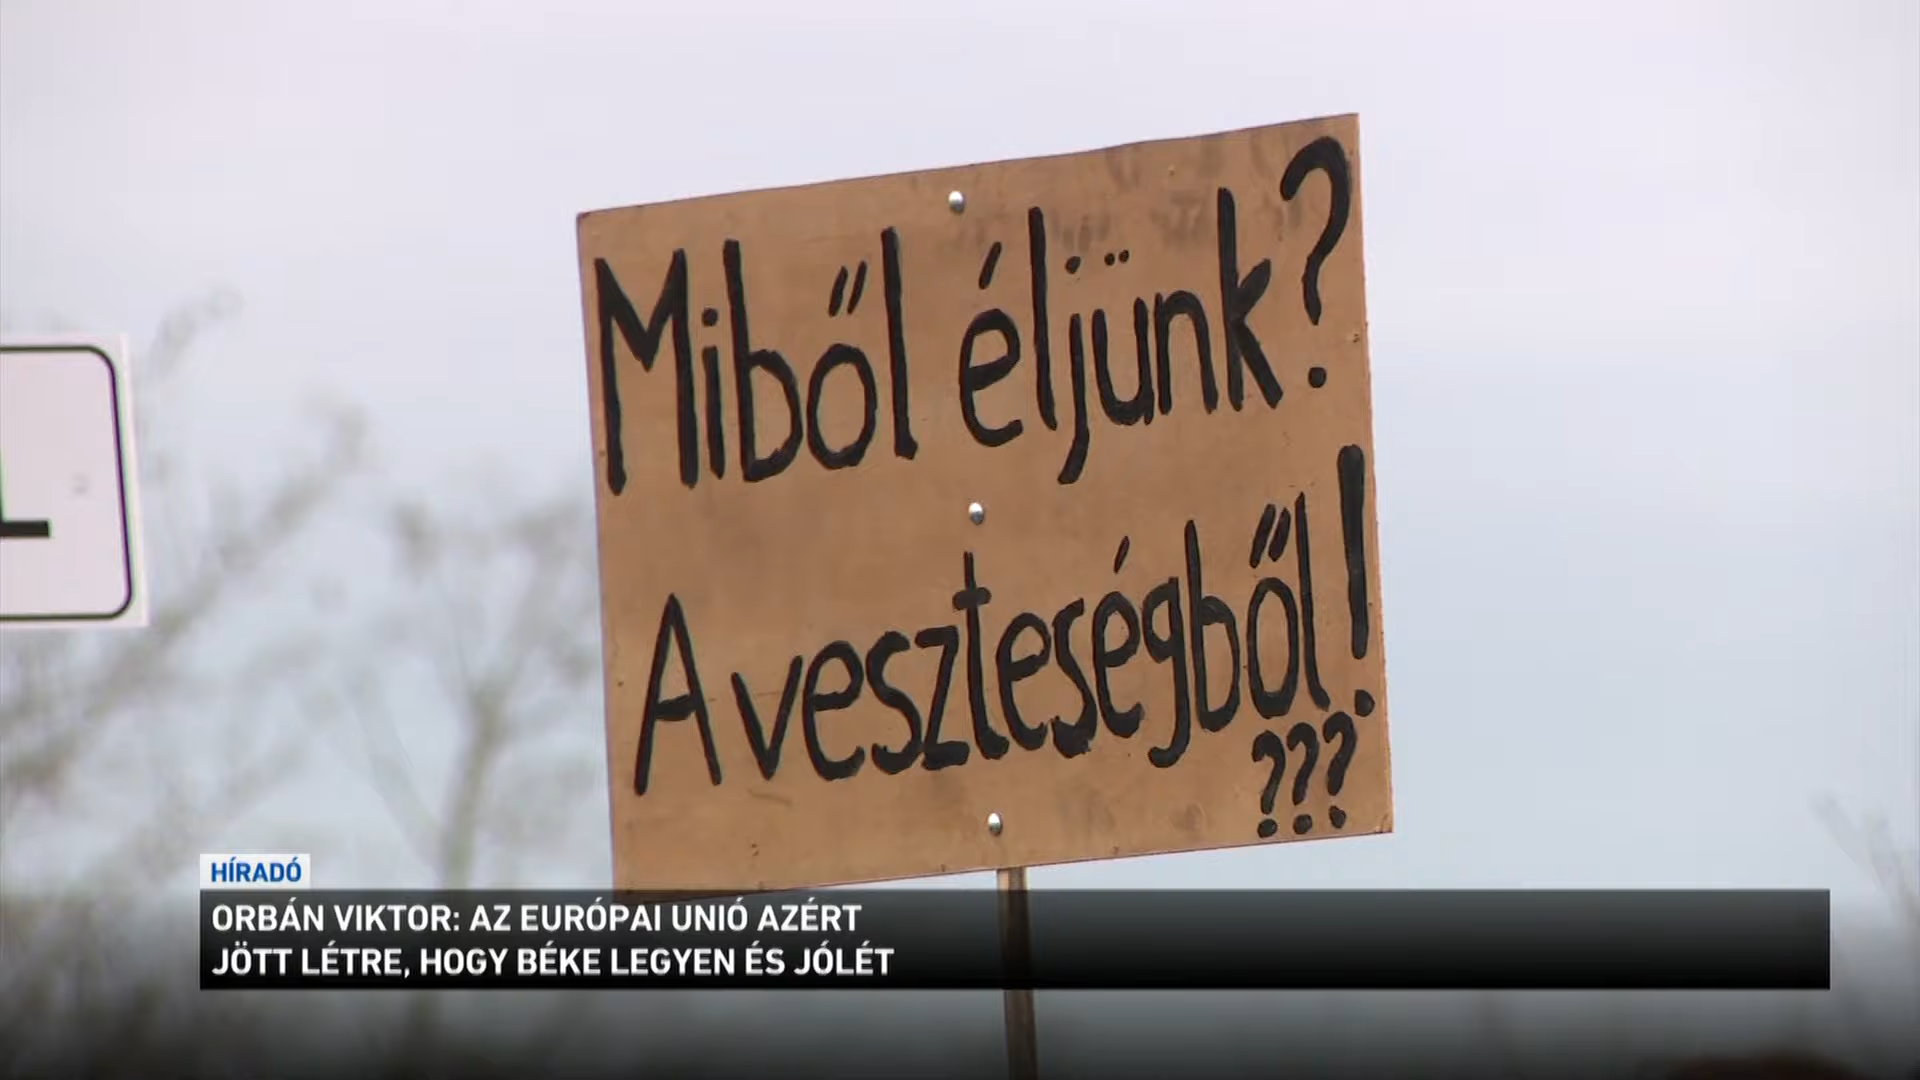 Miből éljünk?
A veszteségből!
???
HÍRADÓ
ORBÁN VIKTOR: AZ EURÓPAI UNIÓ AZÉRT
JÖTT LÉTRE, HOGY BÉKE LEGYEN ÉS JÓLÉT